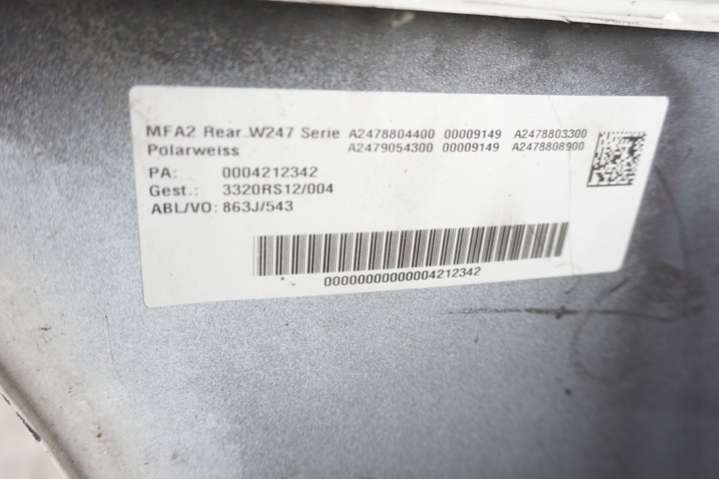 MFA2 Rear W247 Serie A2478804400 00009149 A2478803300
Polarweiss A2479054300 00009149 A2478808900
PA: 0004212342
Gest.: 3320RS12/004
ABL/VO: 863J/543
00000000000004212342